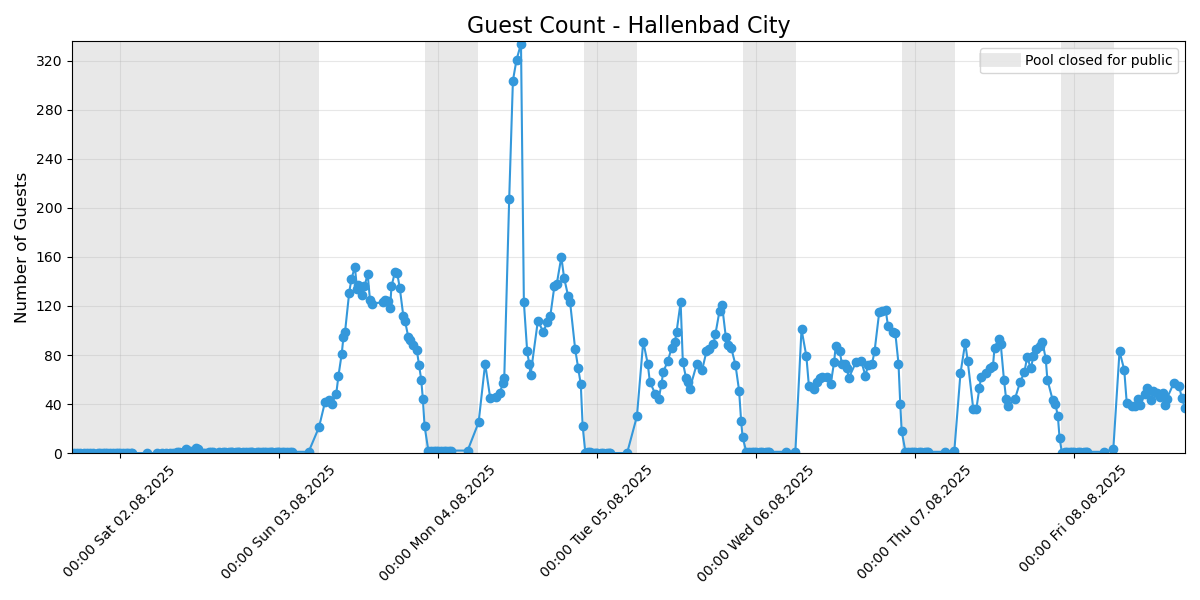 Guest Count - Hallenbad City
Pool closed for public
Number of Guests
320
280
240
200
160
120
80
40
0
00:00 Sat 02.08.2025
00:00 Sun 03.08.2025
00:00 Mon 04.08.2025
00:00 Tue 05.08.2025
00:00 Wed 06.08.2025
00:00 Thu 07.08.2025
00:00 Fri 08.08.2025